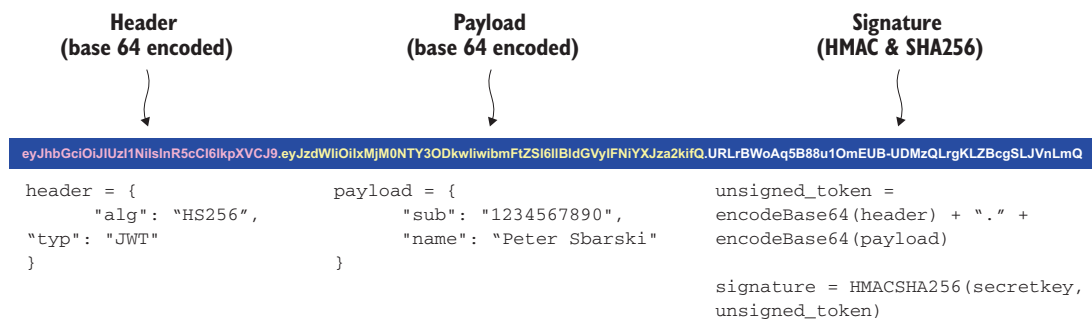 Header
(base 64 encoded)
Payload
(base 64 encoded)
Signature
(HMAC & SHA256)
eyJhbGciOiJIUzI1NiIsInR5cCI6IkpXVCJ9.eyJzdWIiOiIxMjM0NTY3ODkwIiwibmFtZSI6IlBldGVyIFNiYXJza2kifQ.URLrBWoAq5B88u1OmEUB-UDMzQLrgKLZBcgSLJVnLmQ
header = {
"alg": “HS256”,
“typ": "JWT"
}
payload = {
"sub": "1234567890",
"name": “Peter Sbarski"
}
unsigned_token =
encodeBase64(header) + “.” +
encodeBase64(payload)
signature = HMACSHA256(secretkey,
unsigned_token)